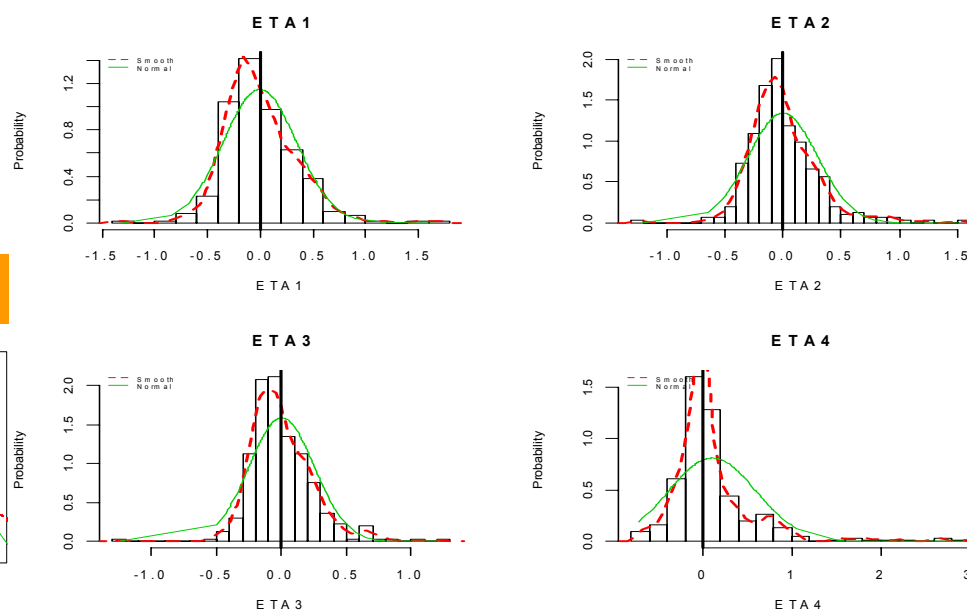 ETA1
Smooth
Normal
Probability
0.0 0.4 0.8 1.2
-1.5 -1.0 -0.5 0.0 0.5 1.0 1.5
ETA1
ETA2
Smooth
Normal
Probability
0.0 0.5 1.0 1.5 2.0
-1.0 -0.5 0.0 0.5 1.0 1.5
ETA2
ETA3
Smooth
Normal
Probability
0.0 0.5 1.0 1.5 2.0
-1.0 -0.5 0.0 0.5 1.0
ETA3
ETA4
Smooth
Normal
Probability
0.0 0.5 1.0 1.5
0 1 2 3
ETA4